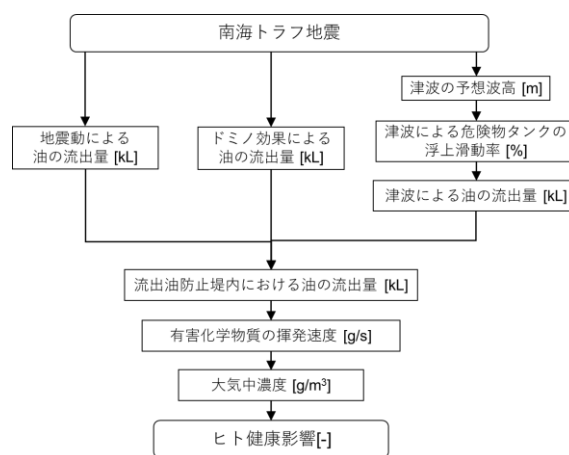 南海トラフ地震
津波の予想波高 [m]
地震動による
油の流出量 [kL]
ドミノ効果による
油の流出量 [kL]
津波による危険物タンクの
浮上滑動率 [%]
津波による油の流出量 [kL]
流出油防止堤内における油の流出量 [kL]
有害化学物質の揮発速度 [g/s]
大気中濃度 [g/m³]
ヒト健康影響[-]